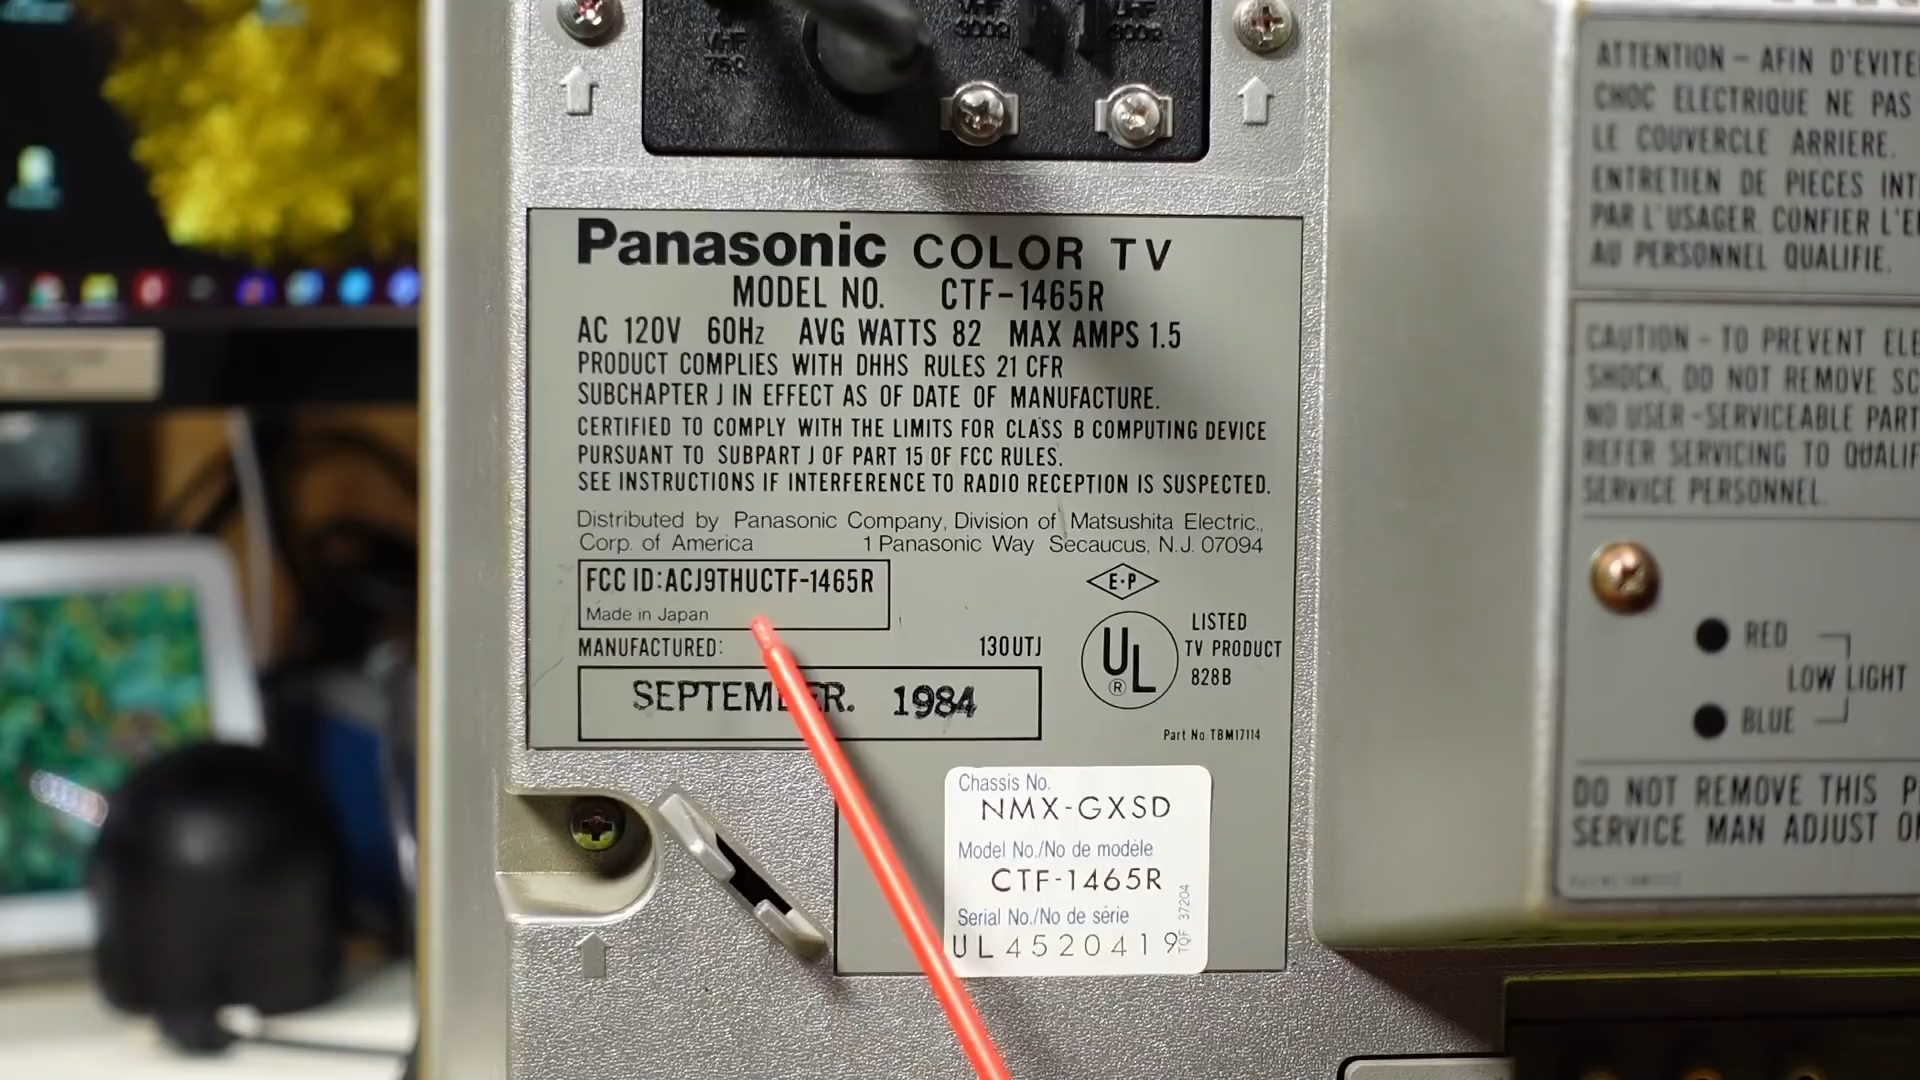 VHF
75Ω
VHF
300Ω
UHF
300Ω
Panasonic COLOR TV
MODEL NO. CTF-1465R
AC 120V 60Hz AVG WATTS 82 MAX AMPS 1.5
PRODUCT COMPLIES WITH DHHS RULES 21 CFR
SUBCHAPTER J IN EFFECT AS OF DATE OF MANUFACTURE.
CERTIFIED TO COMPLY WITH THE LIMITS FOR CLASS B COMPUTING DEVICE
PURSUANT TO SUBPART J OF PART 15 OF FCC RULES.
SEE INSTRUCTIONS IF INTERFERENCE TO RADIO RECEPTION IS SUSPECTED.
Distributed by Panasonic Company, Division of Matsushita Electric.,
Corp. of America 1 Panasonic Way Secaucus, N.J. 07094
FCC ID:ACJ9THUCTF-1465R
Made in Japan
E·P
MANUFACTURED: 130UTJ
SEPTEMBER. 1984
UL
®
LISTED
TV PRODUCT
828B
Part No. TBM17114
Chassis No.
NMX-GXSD
Model No./No de modèle
CTF-1465R
Serial No./No de série
UL4520419
TQF 37204
ATTENTION - AFIN D'EVITE
CHOC ELECTRIQUE NE PAS
LE COUVERCLE ARRIERE.
ENTRETIEN DE PIECES INT
PAR L'USAGER. CONFIER L'E
AU PERSONNEL QUALIFIE.
CAUTION - TO PREVENT ELE
SHOCK, DO NOT REMOVE SC
NO USER-SERVICEABLE PART
REFER SERVICING TO QUALIF
SERVICE PERSONNEL.
RED
LOW LIGHT
BLUE
DO NOT REMOVE THIS P
SERVICE MAN ADJUST O